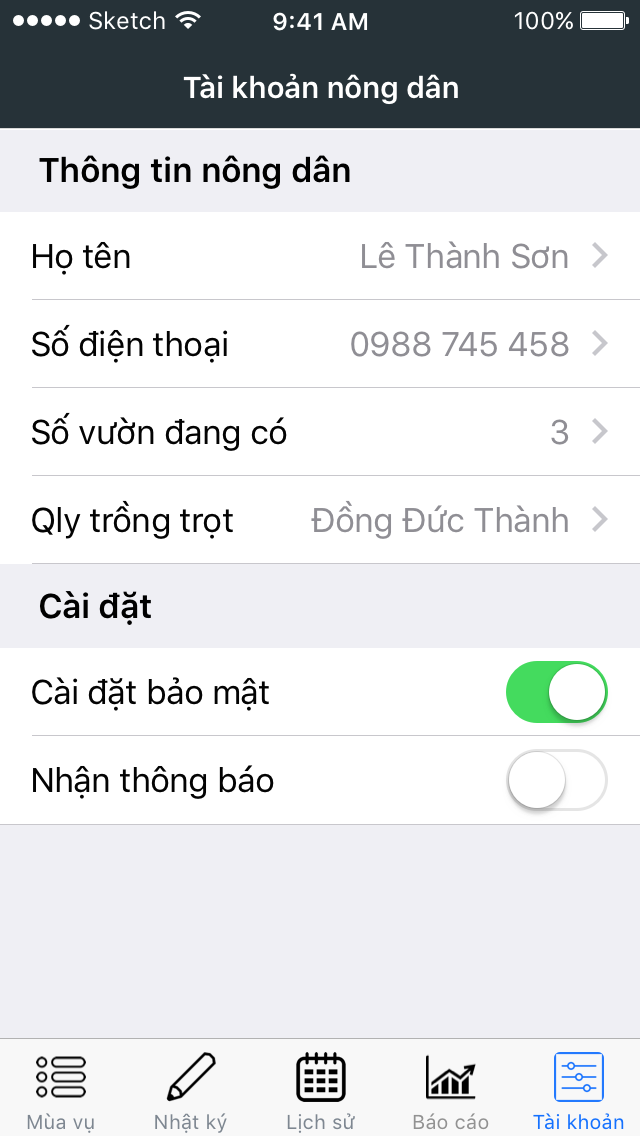 Sketch 9:41 AM 100%
Tài khoản nông dân
Thông tin nông dân
Họ tên Lê Thành Sơn
Số điện thoại 0988 745 458
Số vườn đang có 3
Qly trồng trọt Đồng Đức Thành
Cài đặt
Cài đặt bảo mật
Nhận thông báo
Mùa vụ Nhật ký Lịch sử Báo cáo Tài khoản